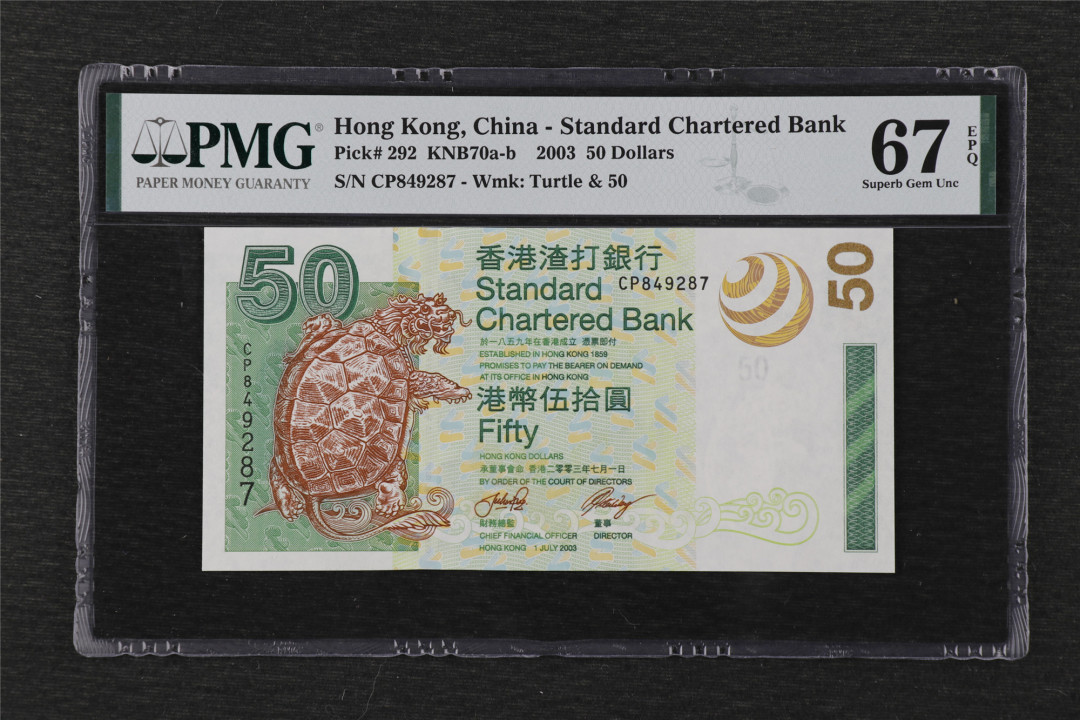 PMG®
PAPER MONEY GUARANTY
Hong Kong, China - Standard Chartered Bank
Pick# 292 KNB70a-b 2003 50 Dollars
S/N CP849287 - Wmk: Turtle & 50
67
EPQ
Superb Gem Unc
50
香港渣打銀行
CP849287
Standard
Chartered Bank
50
於一八五九年在香港成立 憑票即付
ESTABLISHED IN HONG KONG 1859
PROMISES TO PAY THE BEARER ON DEMAND
AT ITS OFFICE IN HONG KONG
50
CP849287
港幣伍拾圓
Fifty
HONG KONG DOLLARS
承董事會命 香港二零零三年七月一日
BY ORDER OF THE COURT OF DIRECTORS
財務總監 董事
CHIEF FINANCIAL OFFICER DIRECTOR
HONG KONG 1 JULY 2003